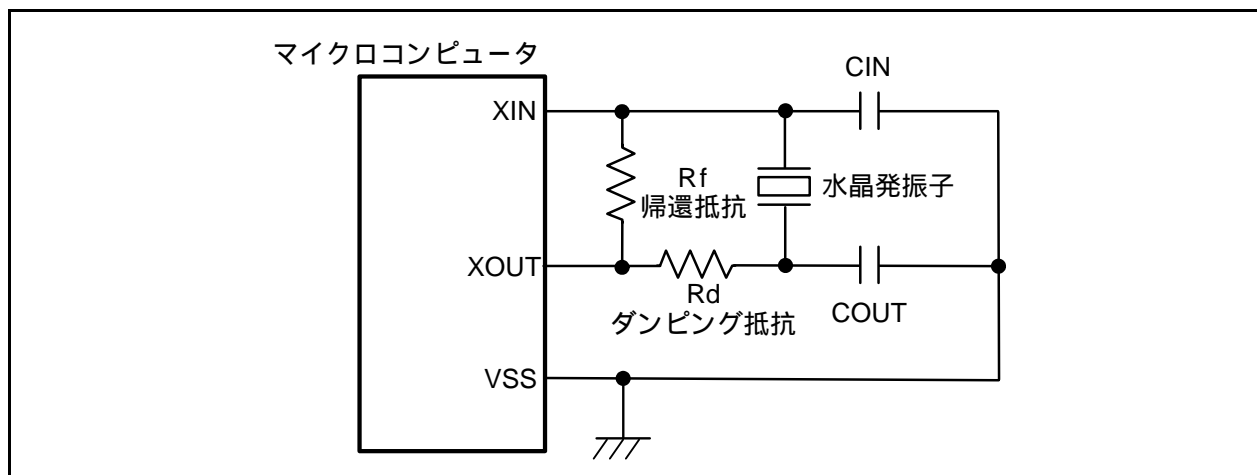 マイクロコンピュータ
CIN
XIN
Rf
帰還抵抗
水晶発振子
XOUT
Rd
ダンピング抵抗
COUT
VSS